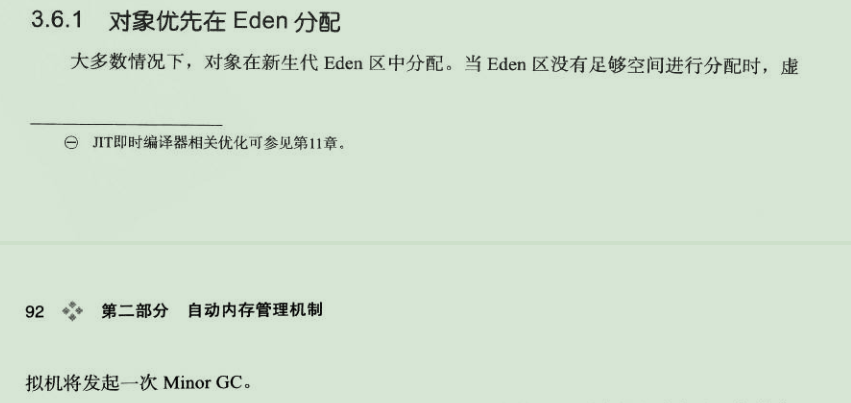 3.6.1 对象优先在 Eden 分配
大多数情况下，对象在新生代 Eden 区中分配。当 Eden 区没有足够空间进行分配时，虚
㊀ JIT即时编译器相关优化可参见第11章。
92 第二部分 自动内存管理机制
拟机将发起一次 Minor GC。